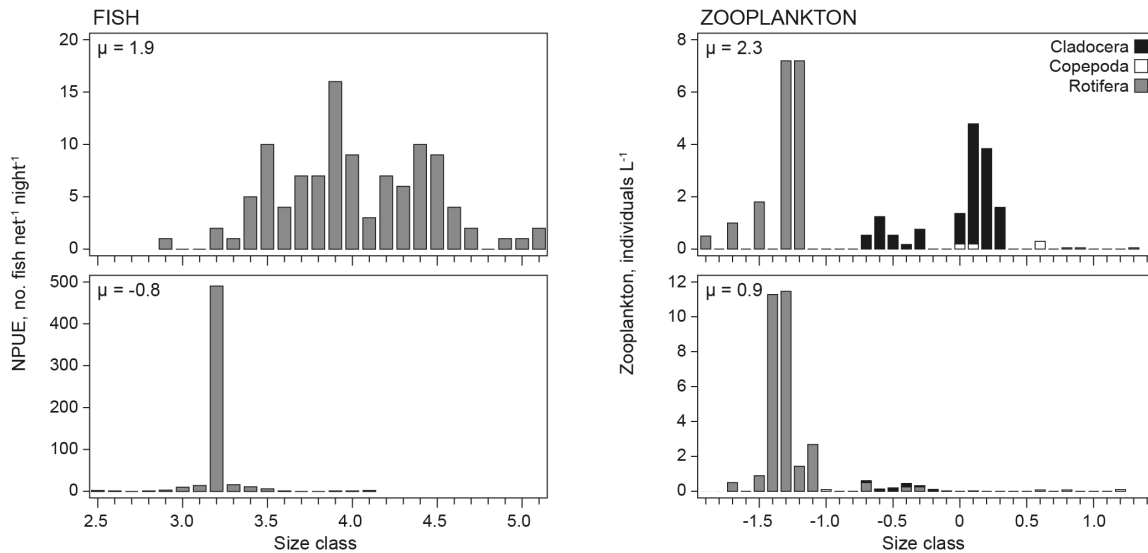 FISH
μ = 1.9
20
15
10
5
0
μ = -0.8
500
400
300
200
100
0
NPUE, no. fish net⁻¹ night⁻¹
2.5 3.0 3.5 4.0 4.5 5.0
Size class
ZOOPLANKTON
μ = 2.3
Cladocera
Copepoda
Rotifera
8
6
4
2
0
μ = 0.9
12
10
8
6
4
2
0
Zooplankton, individuals L⁻¹
-1.5 -1.0 -0.5 0 0.5 1.0
Size class